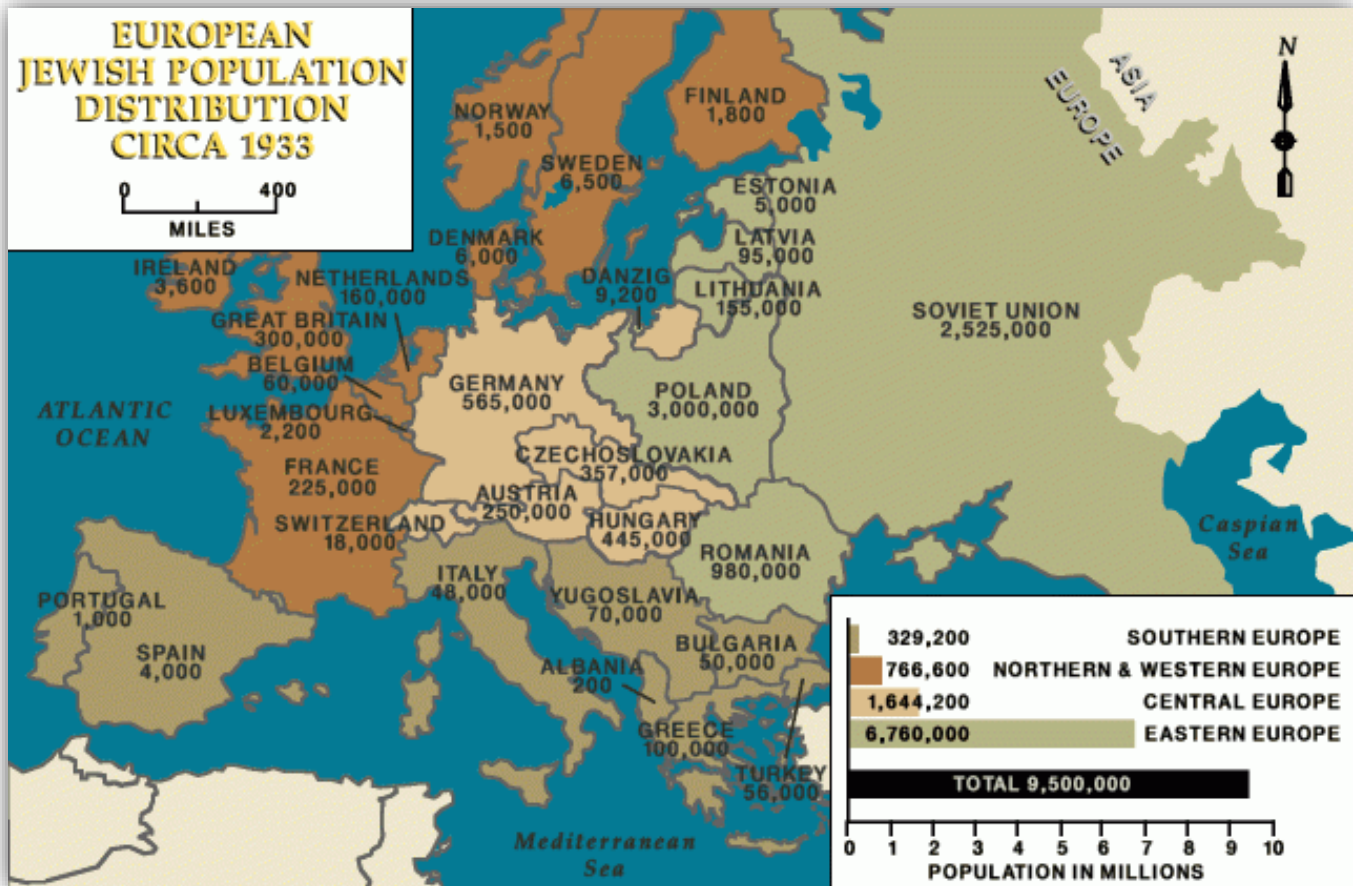 EUROPEAN
JEWISH POPULATION
DISTRIBUTION
CIRCA 1933
0 400
MILES
N
ASIA
EUROPE
NORWAY
1,500
FINLAND
1,800
SWEDEN
6,500
ESTONIA
5,000
DENMARK
6,000
LATVIA
95,000
IRELAND
3,600
NETHERLANDS
160,000
DANZIG
9,200
LITHUANIA
155,000
SOVIET UNION
2,525,000
GREAT BRITAIN
300,000
BELGIUM
60,000
GERMANY
565,000
POLAND
3,000,000
ATLANTIC
OCEAN
LUXEMBOURG
2,200
CZECHOSLOVAKIA
357,000
FRANCE
225,000
AUSTRIA
250,000
SWITZERLAND
18,000
HUNGARY
445,000
ROMANIA
980,000
Caspian
Sea
ITALY
48,000
YUGOSLAVIA
70,000
PORTUGAL
1,000
SPAIN
4,000
BULGARIA
50,000
ALBANIA
200
GREECE
100,000
TURKEY
56,000
Mediterranean
Sea
329,200 SOUTHERN EUROPE
766,600 NORTHERN & WESTERN EUROPE
1,644,200 CENTRAL EUROPE
6,760,000 EASTERN EUROPE
TOTAL 9,500,000
0 1 2 3 4 5 6 7 8 9 10
POPULATION IN MILLIONS